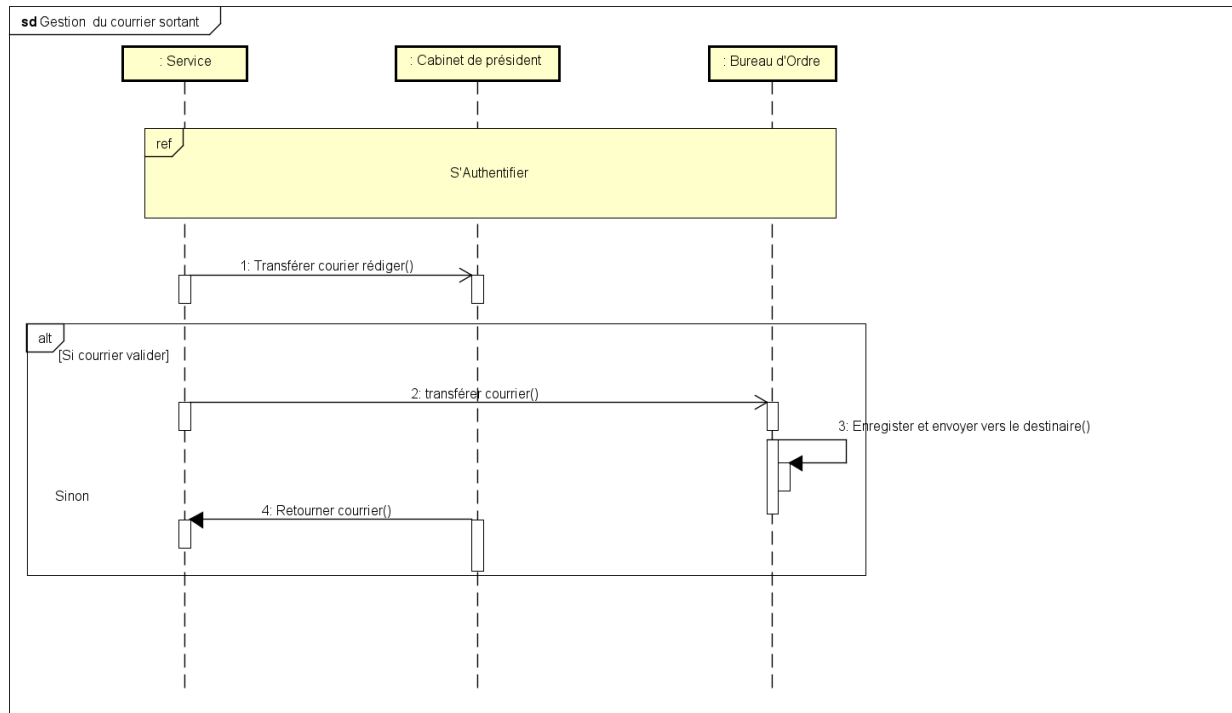 sd Gestion du courrier sortant
: Service
: Cabinet de président
: Bureau d'Ordre
ref
S'Authentifier
1: Transférer courier rédiger()
alt
[Si courrier valider]
2: transférer courrier()
3: Enregister et envoyer vers le destinaire()
Sinon
4: Retourner courrier()